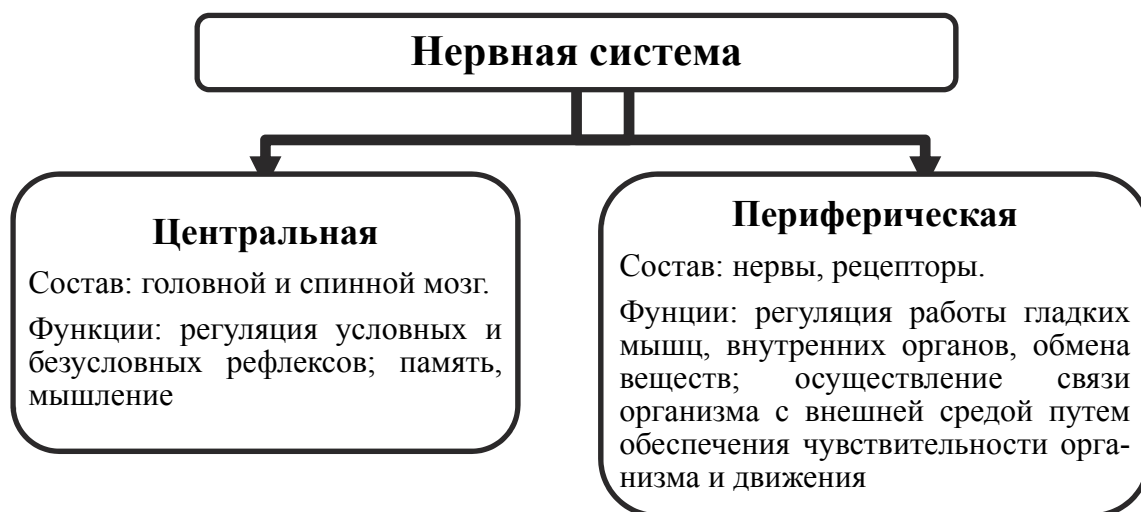 Нервная система
Центральная
Состав: головной и спинной мозг.
Функции: регуляция условных и
безусловных рефлексов; память,
мышление
Периферическая
Состав: нервы, рецепторы.
Фунции: регуляция работы гладких
мышц, внутренних органов, обмена
веществ; осуществление связи
организма с внешней средой путем
обеспечения чувствительности орга-
низма и движения